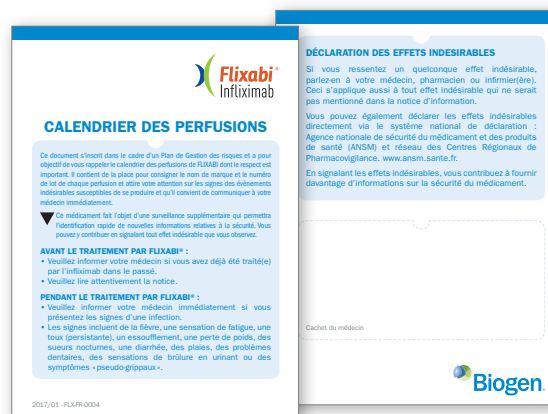 Flixabi®
Infliximab
CALENDRIER DES PERFUSIONS
Ce document s'inscrit dans le cadre d'un Plan de Gestion des risques et a pour
objectif de vous rappeler le calendrier des perfusions de FLIXABI dont le respect est
important. Il contient de la place pour consigner le nom de marque et le numéro
de lot de chaque perfusion et attire votre attention sur les signes des évènements
indésirables susceptibles de se produire et qu'il convient de communiquer à votre
médecin immédiatement.
Ce médicament fait l'objet d'une surveillance supplémentaire qui permettra
l'identification rapide de nouvelles informations relatives à la sécurité. Vous
pouvez y contribuer en signalant tout effet indésirable que vous observez.
AVANT LE TRAITEMENT PAR FLIXABI® :
• Veuillez informer votre médecin si vous avez déjà été traité(e)
par l'infliximab dans le passé.
• Veuillez lire attentivement la notice.
PENDANT LE TRAITEMENT PAR FLIXABI® :
• Veuillez informer votre médecin immédiatement si vous
présentez les signes d'une infection.
• Les signes incluent de la fièvre, une sensation de fatigue, une
toux (persistante), un essoufflement, une perte de poids, des
sueurs nocturnes, une diarrhée, des plaies, des problèmes
dentaires, des sensations de brûlure en urinant ou des
symptômes «pseudo-grippaux».
2017/01 - FLX-FR-0004
DÉCLARATION DES EFFETS INDESIRABLES
Si vous ressentez un quelconque effet indésirable,
parlez-en à votre médecin, pharmacien ou infirmier(ère).
Ceci s'applique aussi à tout effet indésirable qui ne serait
pas mentionné dans la notice d'information.
Vous pouvez également déclarer les effets indésirables
directement via le système national de déclaration :
Agence nationale de sécurité du médicament et des produits
de santé (ANSM) et réseau des Centres Régionaux de
Pharmacovigilance. www.ansm.sante.fr.
En signalant les effets indésirables, vous contribuez à fournir
davantage d'informations sur la sécurité du médicament.
Cachet du médecin
Biogen.